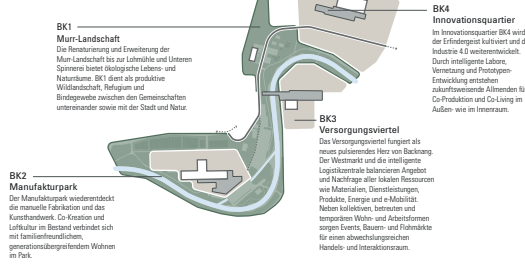 BK1
Murr-Landschaft
Die Renaturierung und Erweiterung der
Murr-Landschaft bis zur Lohmühle und Unteren
Spinnerei bietet ökologische Lebens- und
Naturräume. BK1 dient als produktive
Wildlandschaft, Refugium und
Bindegewebe zwischen den Gemeinschaften
untereinander sowie mit der Stadt und Natur.
BK4
Innovationsquartier
Im Innovationsquartier BK4 wird
der Erfindergeist kultiviert und d
Industrie 4.0 weiterentwickelt.
Durch intelligente Labore,
Vernetzung und Prototypen-
Entwicklung entstehen
zukunftsweisende Allmenden fü
Co-Produktion und Co-Living im
Außen- wie im Innenraum.
BK3
Versorgungsviertel
Das Versorgungsviertel fungiert als
neues pulsierendes Herz von Backnang.
Der Westmarkt und die intelligente
Logistikzentrale balancieren Angebot
und Nachfrage aller lokalen Ressourcen
wie Materialien, Dienstleistungen,
Produkte, Energie und e-Mobilität.
Neben kollektiven, betreuten und
temporären Wohn- und Arbeitsformen
sorgen Events, Bauern- und Flohmärkte
für einen abwechslungsreichen
Handels- und Interaktionsraum.
BK2
Manufakturpark
Der Manufakturpark wiederentdeckt
die manuelle Fabrikation und das
Kunsthandwerk. Co-Kreation und
Loftkultur im Bestand verbindet sich
mit familienfreundlichem,
generationsübergreifendem Wohnen
im Park.